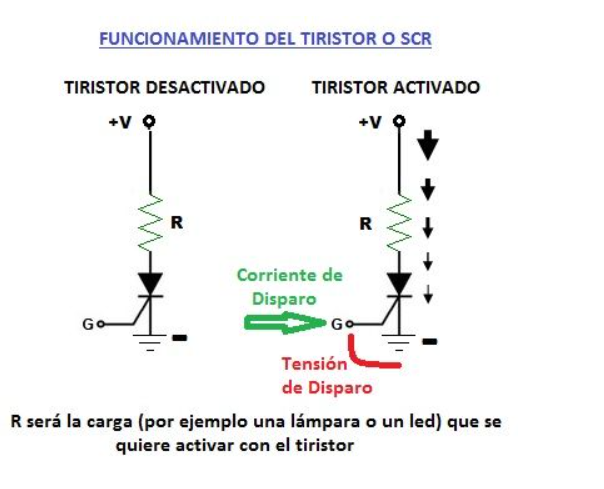 FUNCIONAMIENTO DEL TIRISTOR O SCR
TIRISTOR DESACTIVADO
TIRISTOR ACTIVADO
+V
+V
R
R
Corriente de
Disparo
G
G
-
-
Tensión
de Disparo
R será la carga (por ejemplo una lámpara o un led) que se
quiere activar con el tiristor